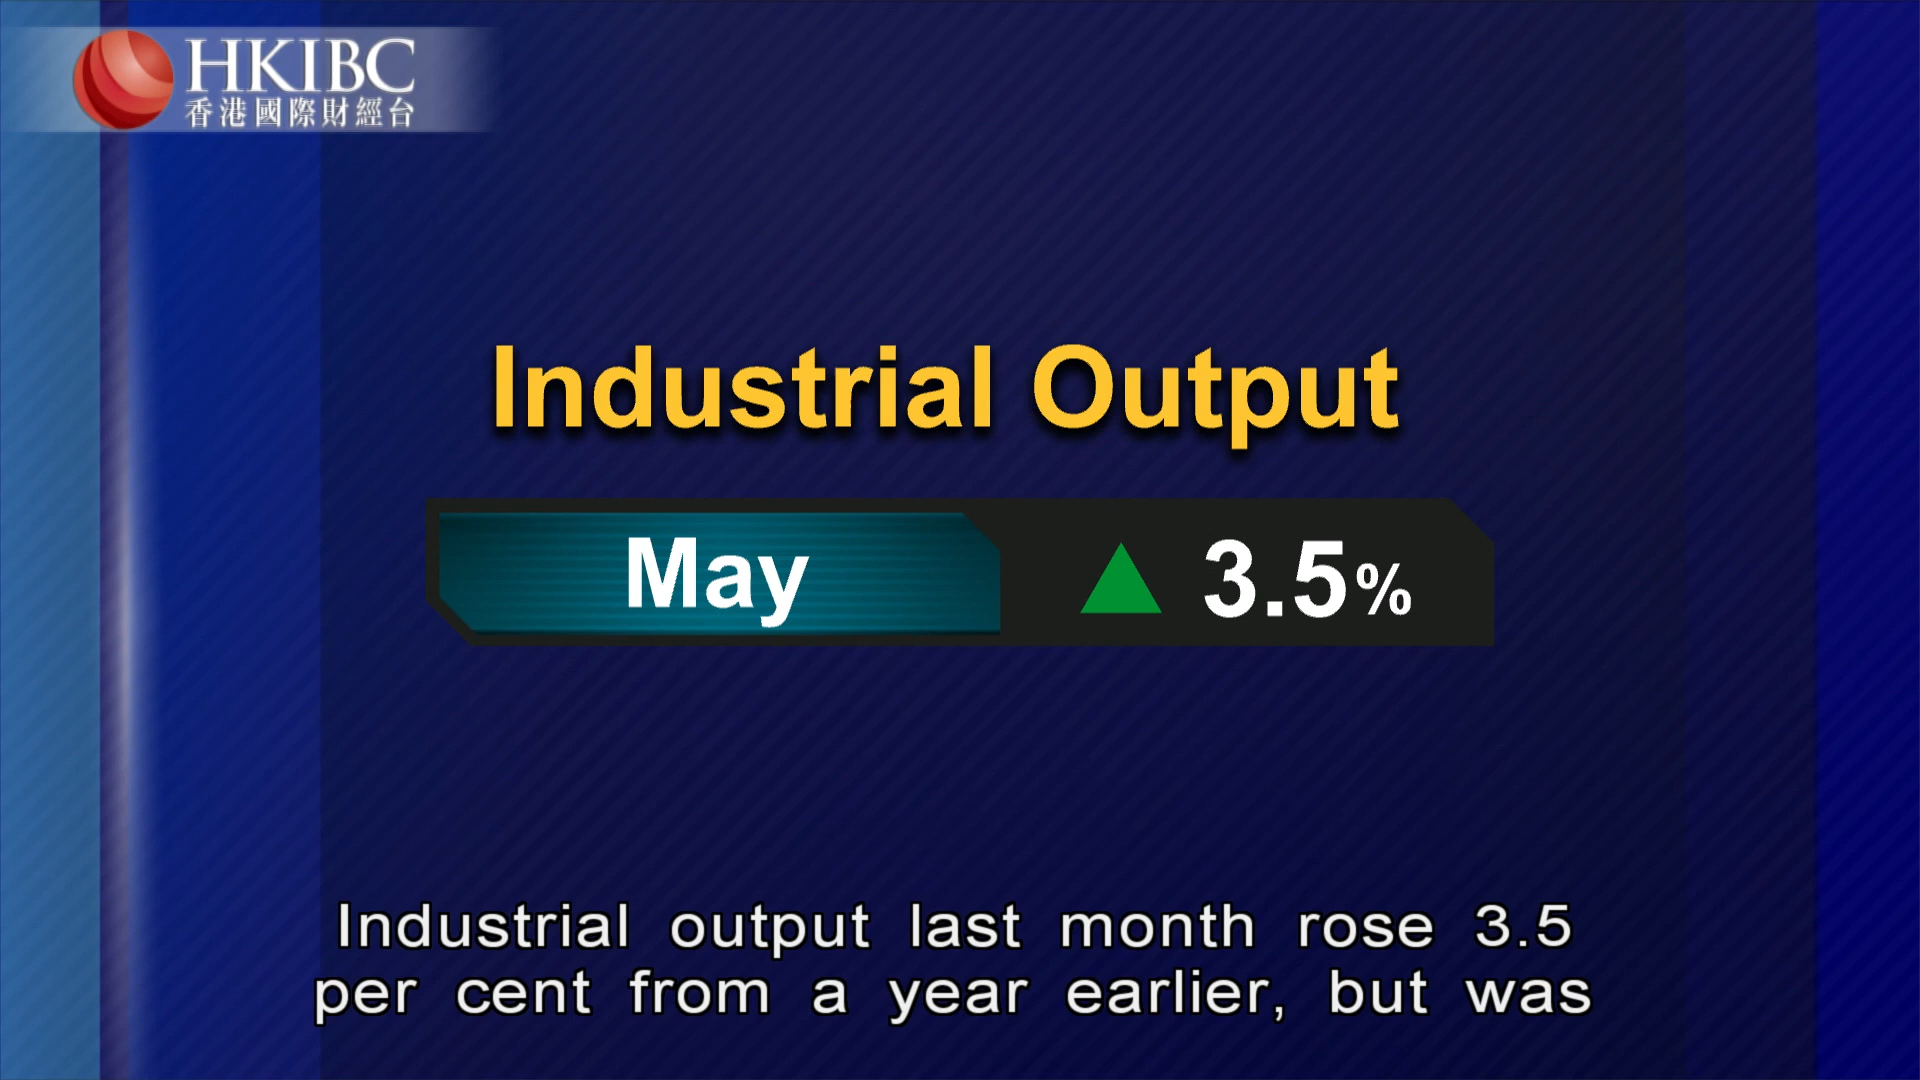 HKIBC
香港國際財經台
Industrial Output
May ▲ 3.5%
Industrial output last month rose 3.5
per cent from a year earlier, but was